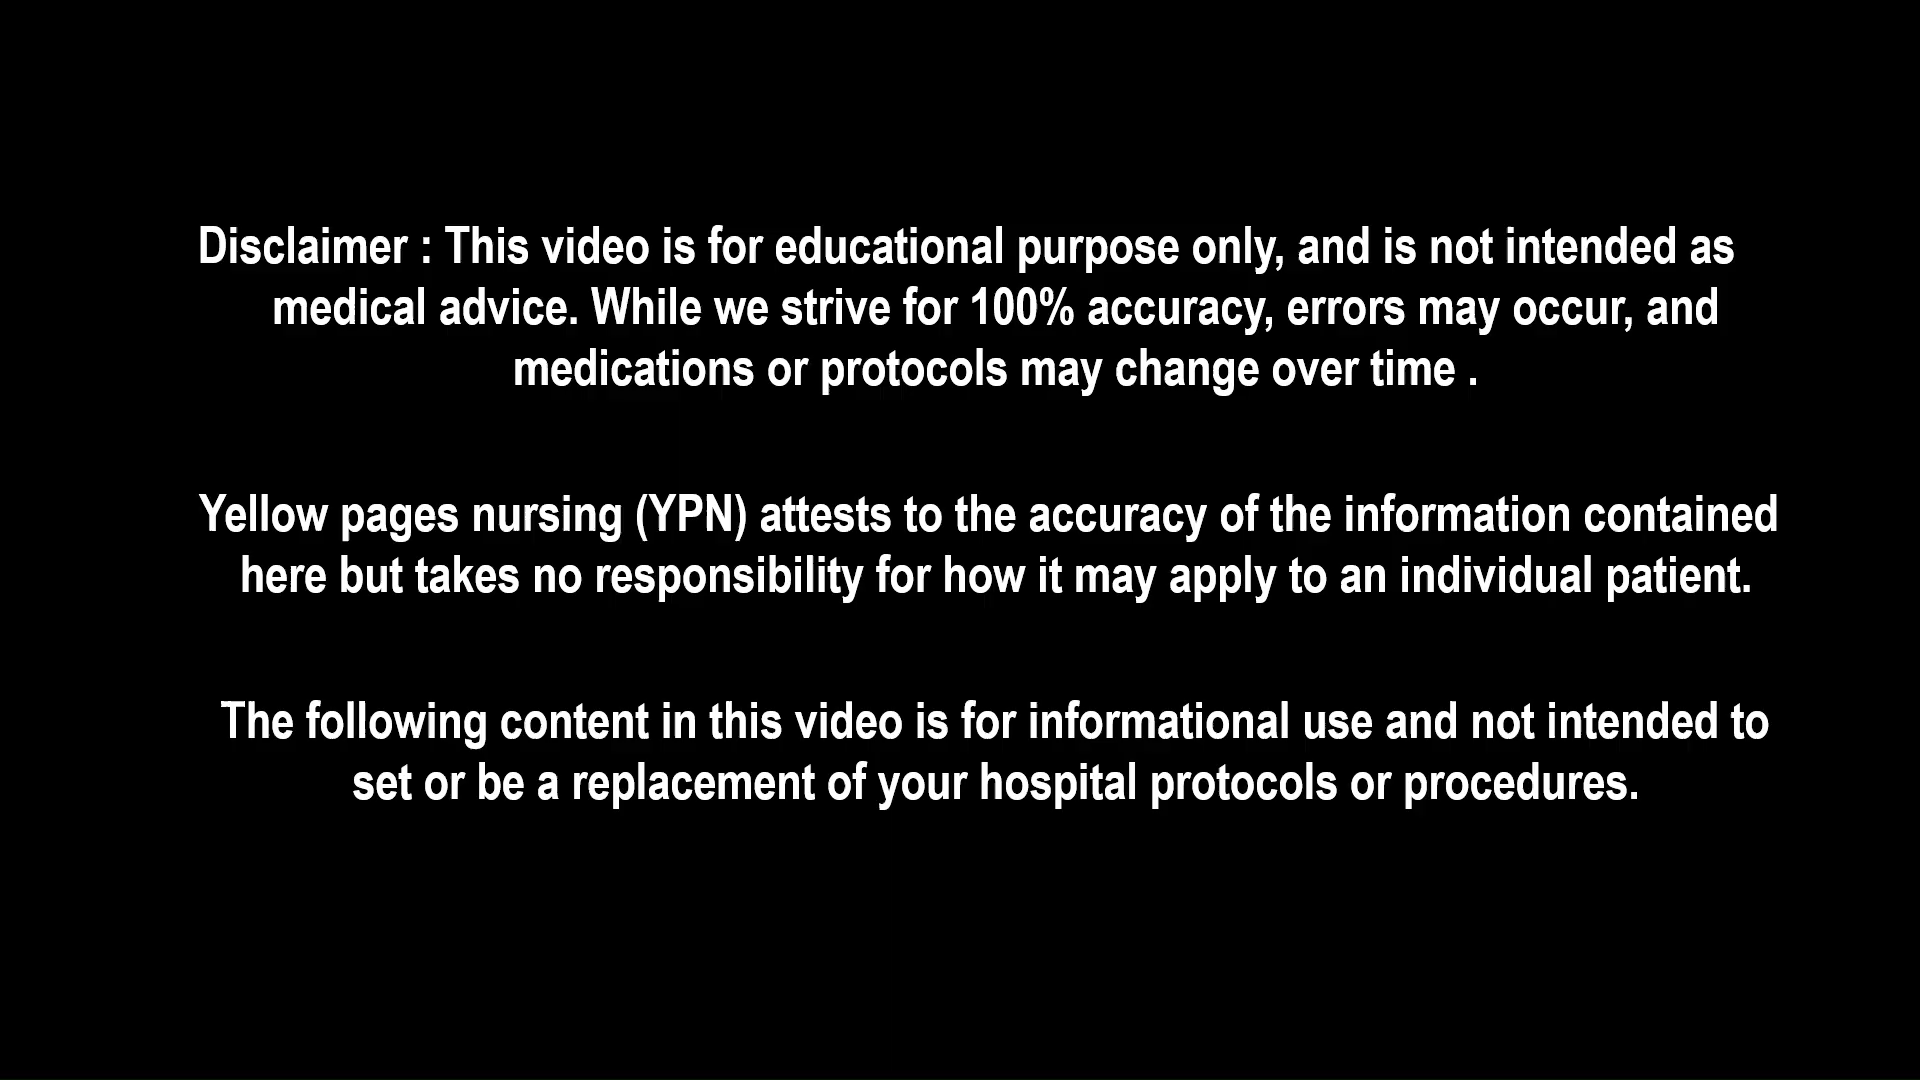 Disclaimer : This video is for educational purpose only, and is not intended as
medical advice. While we strive for 100% accuracy, errors may occur, and
medications or protocols may change over time .
Yellow pages nursing (YPN) attests to the accuracy of the information contained
here but takes no responsibility for how it may apply to an individual patient.
The following content in this video is for informational use and not intended to
set or be a replacement of your hospital protocols or procedures.